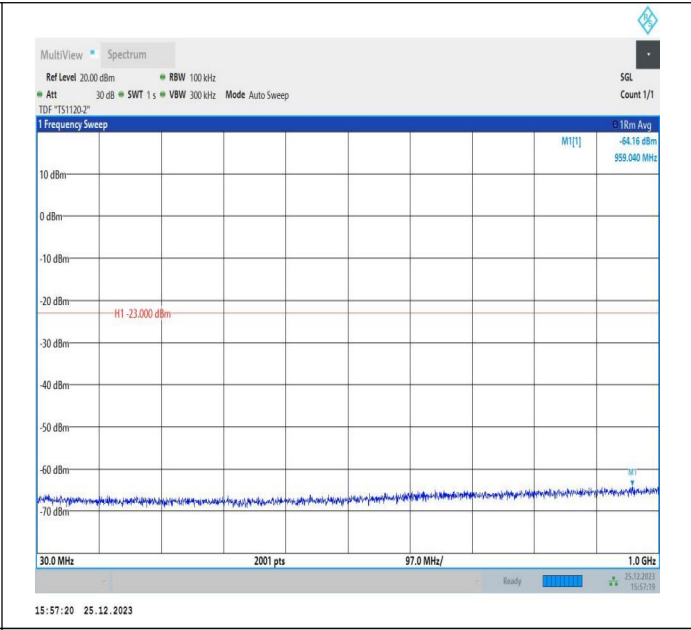 R S
MultiView Spectrum
Ref Level 20.00 dBm RBW 100 kHz SGL
Att 30 dB SWT 1 s VBW 300 kHz Mode Auto Sweep Count 1/1
TDF "TS1120-2"
1 Frequency Sweep 1Rm Avg
M1[1] -64.16 dBm
959.040 MHz
10 dBm
0 dBm
-10 dBm
-20 dBm
H1 -23.000 dBm
-30 dBm
-40 dBm
-50 dBm
-60 dBm
M1
-70 dBm
30.0 MHz 2001 pts 97.0 MHz/ 1.0 GHz
Ready 25.12.2023
15:57:19
15:57:20 25.12.2023